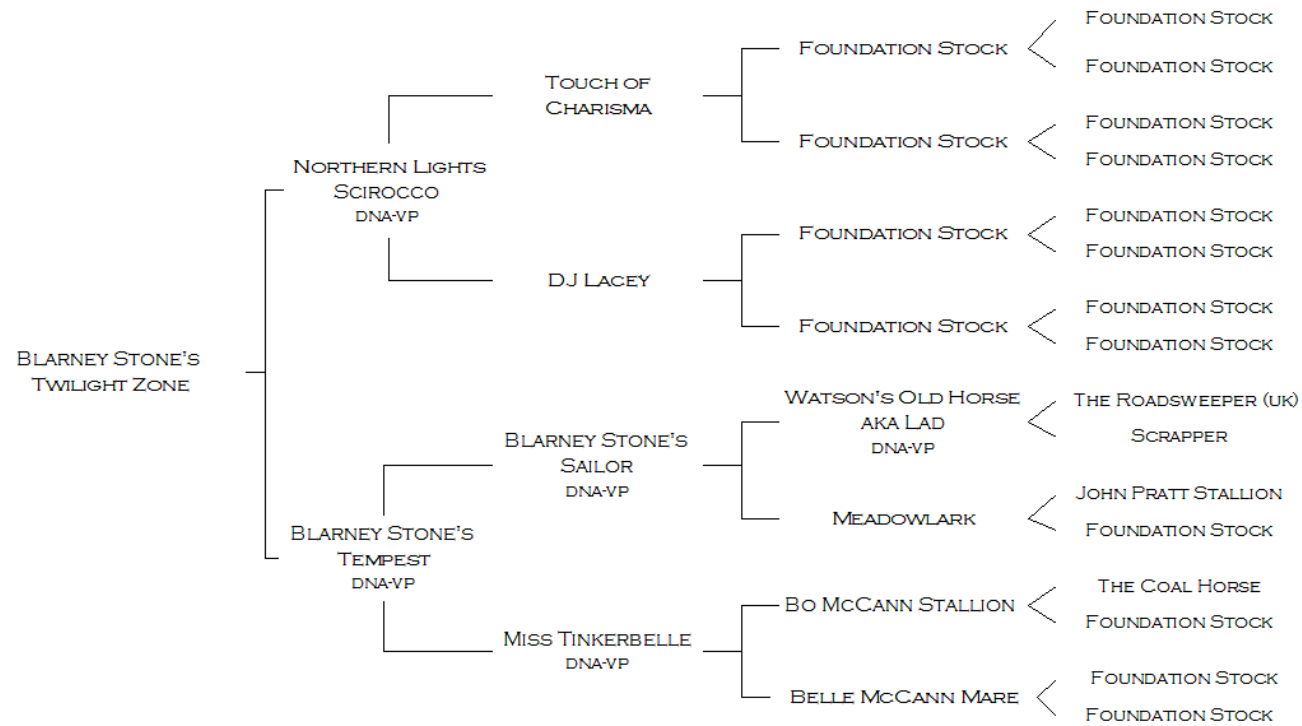 Foundation Stock
Foundation Stock
Foundation Stock
Touch of
Charisma
Foundation Stock
Foundation Stock
Foundation Stock
Northern Lights
Scirocco
DNA-VP
Foundation Stock
Foundation Stock
Foundation Stock
DJ Lacey
Foundation Stock
Foundation Stock
Foundation Stock
Blarney Stone's
Twilight Zone
Watson's Old Horse
aka Lad
DNA-VP
The Roadsweeper (UK)
Scrapper
Blarney Stone's
Sailor
DNA-VP
Meadowlark
John Pratt Stallion
Foundation Stock
Blarney Stone's
Tempest
DNA-VP
Bo McCann Stallion
The Coal Horse
Foundation Stock
Miss Tinkerbelle
DNA-VP
Belle McCann Mare
Foundation Stock
Foundation Stock